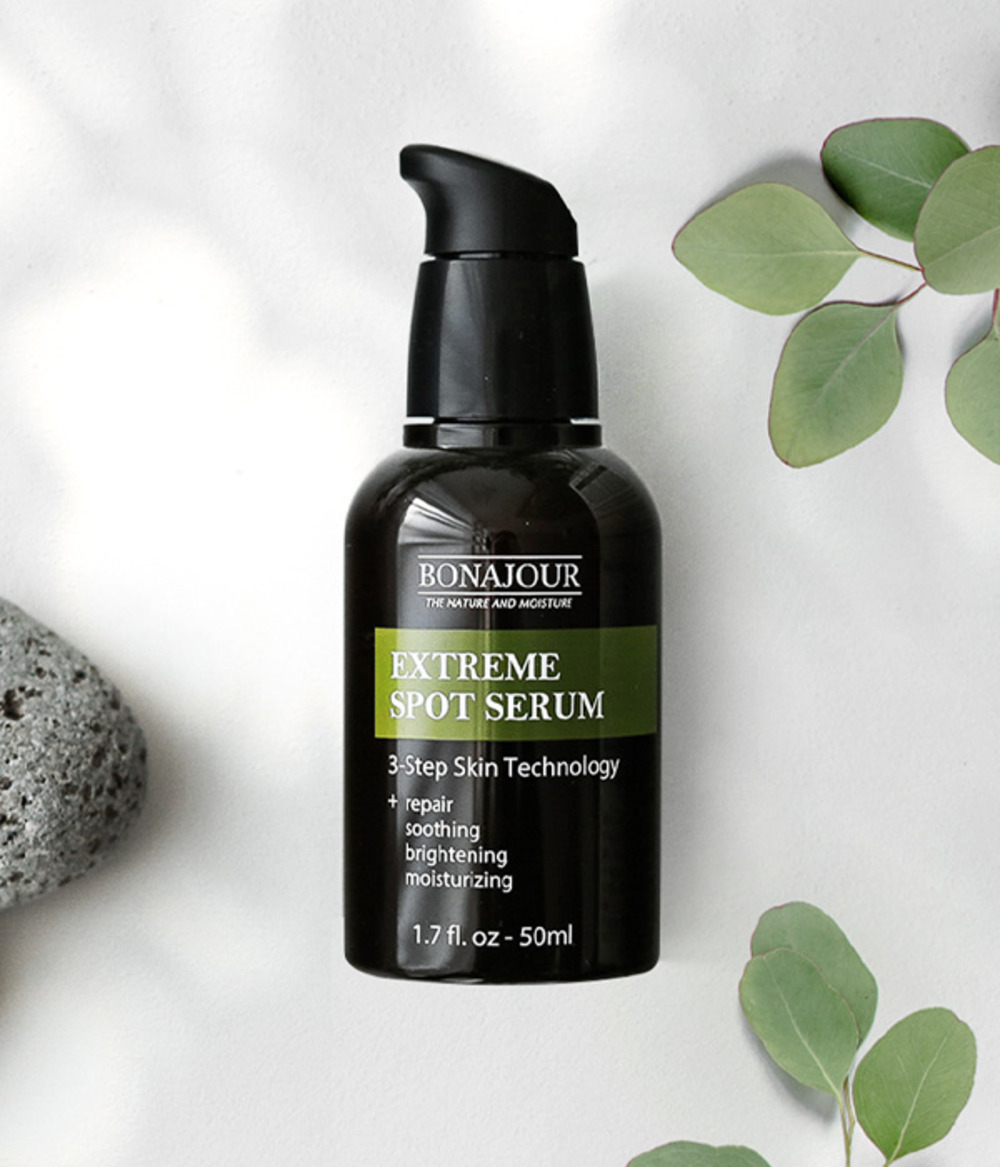 BONAJOUR
THE NATURE AND MOISTURE
EXTREME
SPOT SERUM
3-Step Skin Technology
+ repair
soothing
brightening
moisturizing
1.7 fl. oz - 50ml